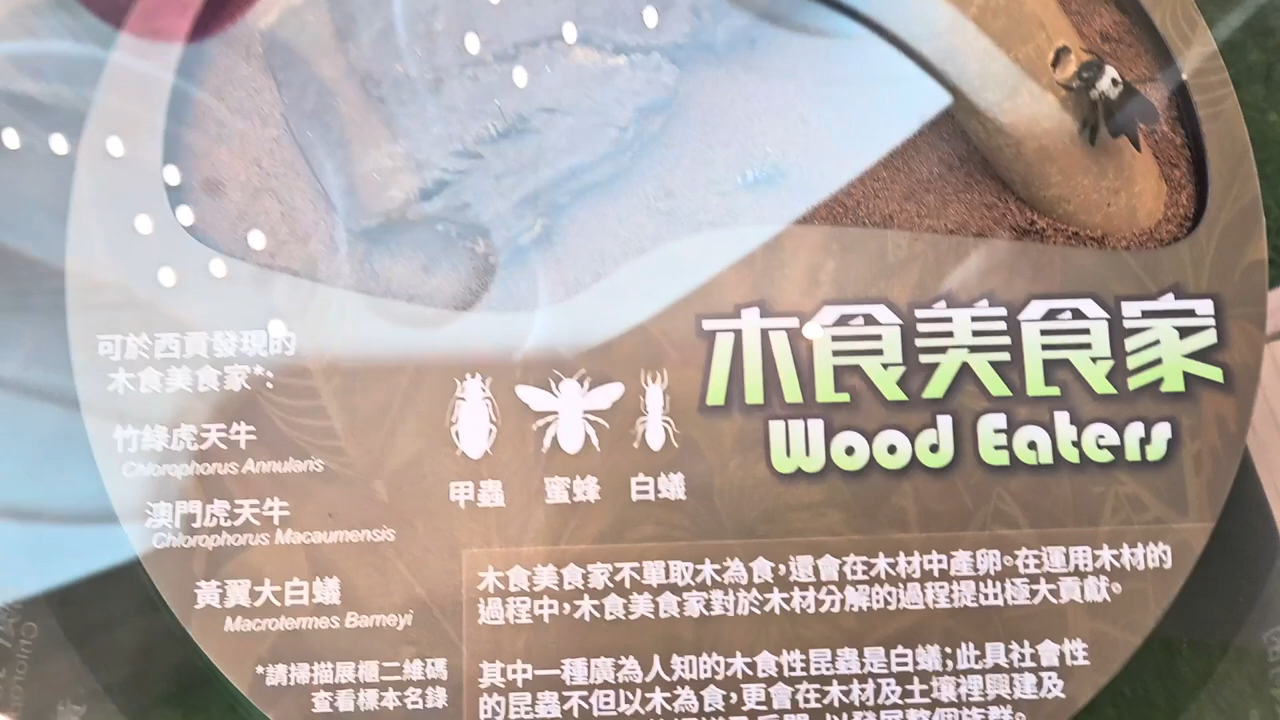 木食美食家
Wood Eaters
可於西貢發現的
木食美食家*:
竹綠虎天牛
Chlorophorus Annularis
澳門虎天牛
Chlorophorus Macaumensis
黃翼大白蟻
Macrotermes Barneyi
*請掃描展櫃二維碼
查看標本名錄
甲蟲 蜜蜂 白蟻
木食美食家不單取木為食，還會在木材中產卵。在運用木材的
過程中，木食美食家對於木材分解的過程提出極大貢獻。
其中一種廣為人知的木食性昆蟲是白蟻；此具社會性
的昆蟲不但以木為食，更會在木材及土壤裡興建及
以發展整個族群。